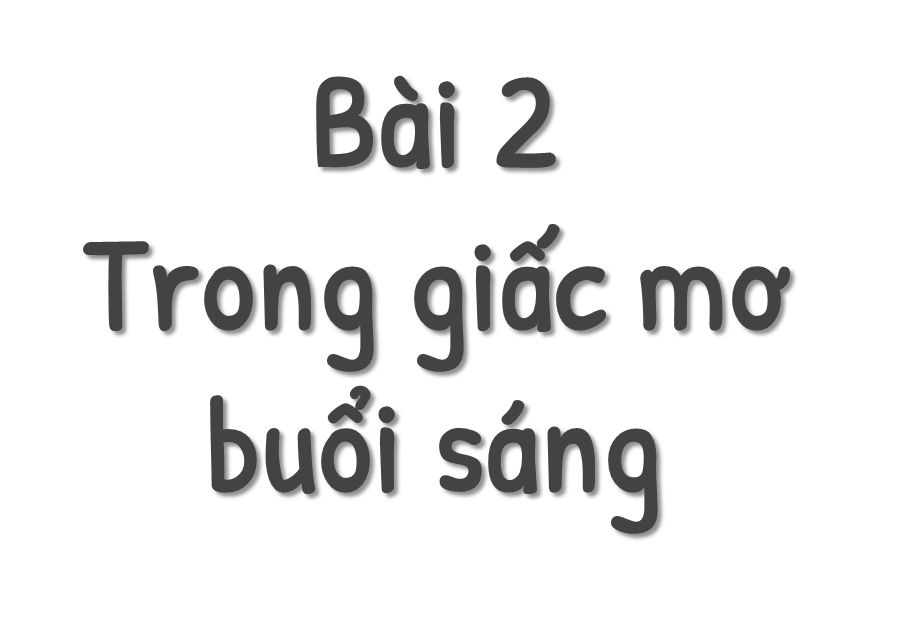 Bài 2
Trong giấc mơ
buổi sáng